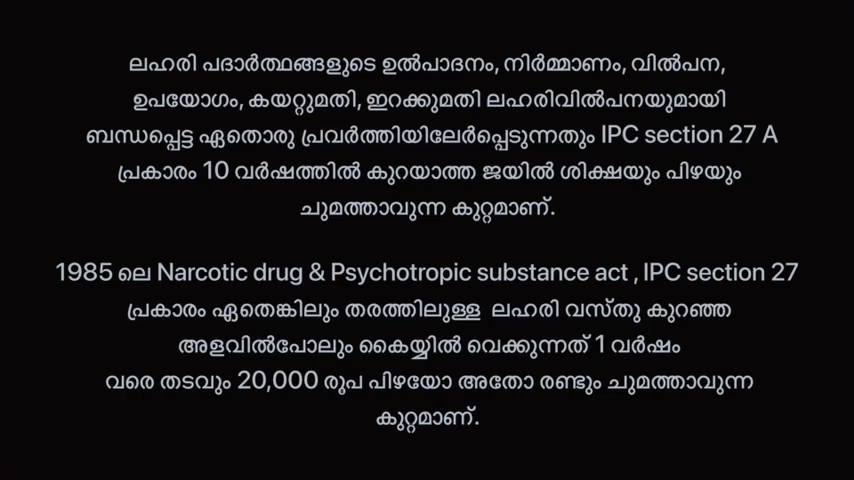 ലഹരി പദാർത്ഥങ്ങളുടെ ഉൽപാദനം, നിർമ്മാണം, വിൽപന,
ഉപയോഗം, കയറ്റുമതി, ഇറക്കുമതി ലഹരിവിൽപനയുമായി
ബന്ധപ്പെട്ട ഏതൊരു പ്രവർത്തിയിലേർപ്പെടുന്നതും IPC section 27 A
പ്രകാരം 10 വർഷത്തിൽ കുറയാത്ത ജയിൽ ശിക്ഷയും പിഴയും
ചുമത്താവുന്ന കുറ്റമാണ്.
1985 ലെ Narcotic drug & Psychotropic substance act , IPC section 27
പ്രകാരം ഏതെങ്കിലും തരത്തിലുള്ള ലഹരി വസ്തു കുറഞ്ഞ
അളവിൽപോലും കൈയ്യിൽ വെക്കുന്നത് 1 വർഷം
വരെ തടവും 20,000 രൂപ പിഴയോ അതോ രണ്ടും ചുമത്താവുന്ന
കുറ്റമാണ്.